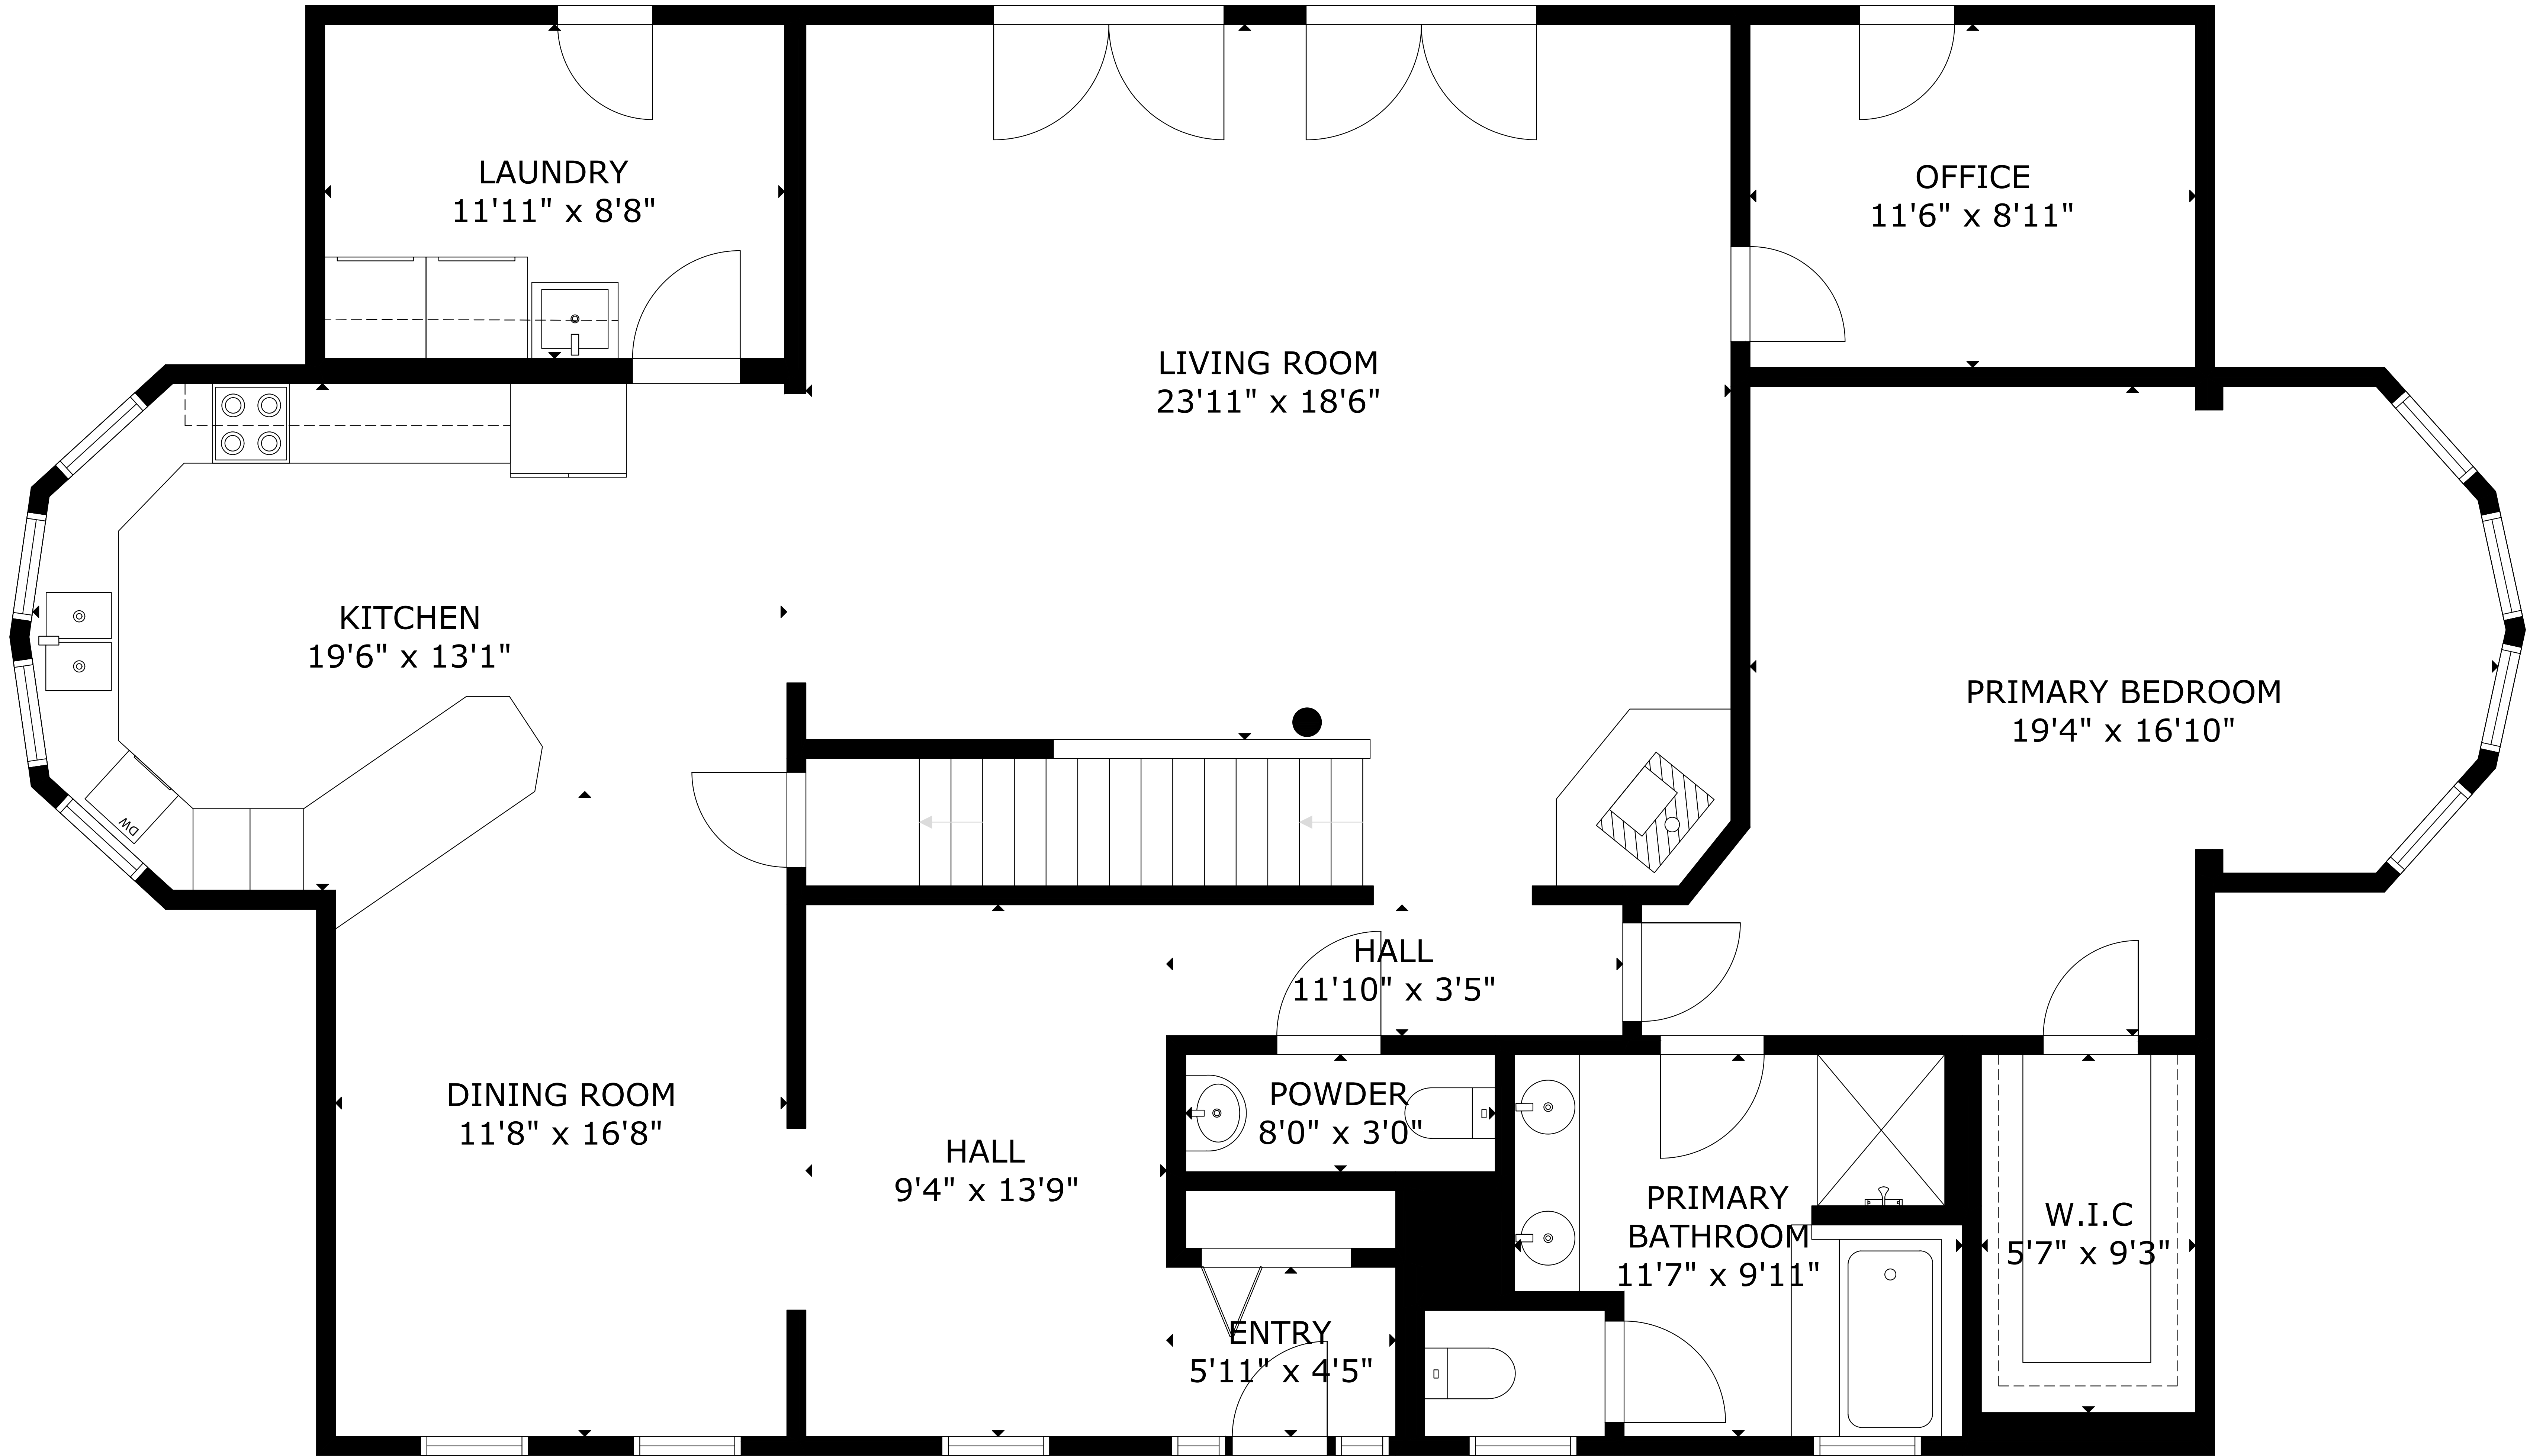 LAUNDRY
11'11" x 8'8"
OFFICE
11'6" x 8'11"
LIVING ROOM
23'11" x 18'6"
KITCHEN
19'6" x 13'1"
PRIMARY BEDROOM
19'4" x 16'10"
DW
HALL
11'10" x 3'5"
DINING ROOM
11'8" x 16'8"
HALL
9'4" x 13'9"
POWDER
8'0" x 3'0"
PRIMARY
BATHROOM
11'7" x 9'11"
W.I.C
5'7" x 9'3"
ENTRY
5'11" x 4'5"